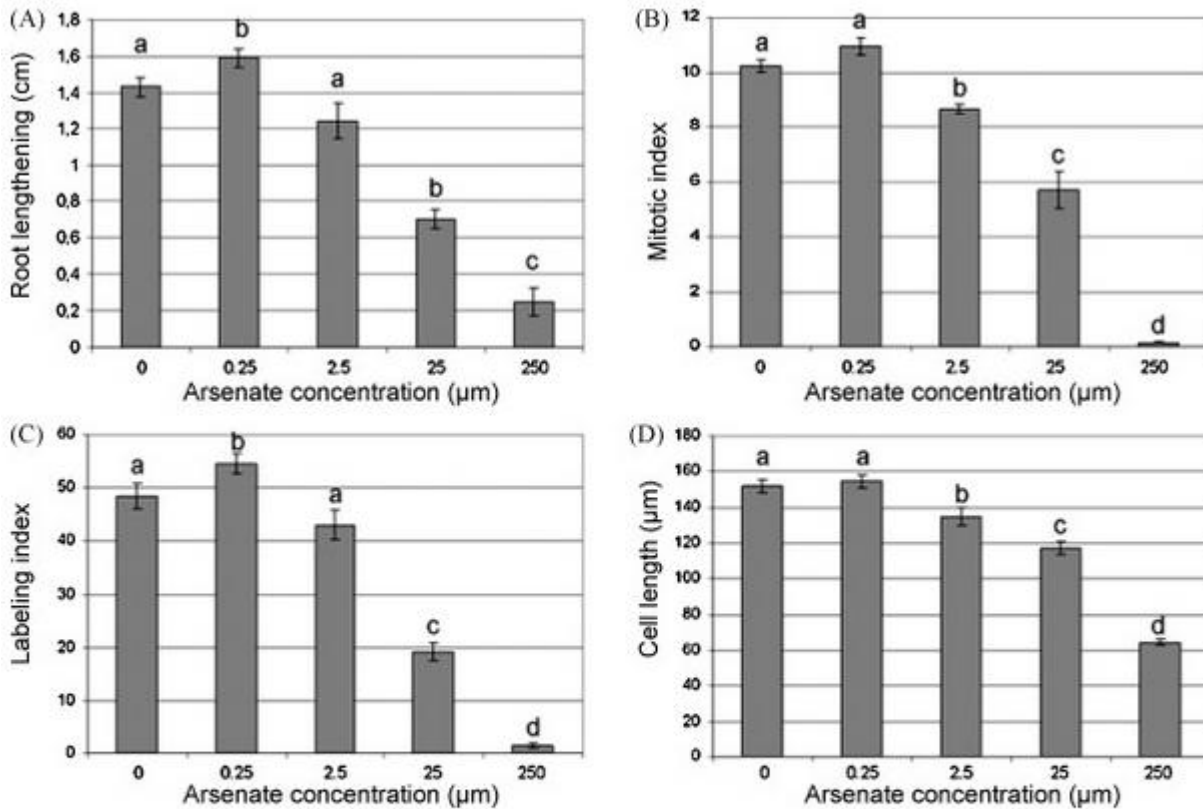 (A)
Root lengthening (cm)
1,8
1,6
1,4
1,2
1
0,8
0,6
0,4
0,2
0
a
b
a
b
c
0 0.25 2.5 25 250
Arsenate concentration (µm)
(B)
Mitotic index
12
10
8
6
4
2
0
a
a
b
c
d
0 0.25 2.5 25 250
Arsenate concentration (µm)
(C)
Labeling index
60
50
40
30
20
10
0
a
b
a
c
d
0 0.25 2.5 25 250
Arsenate concentration (µm)
(D)
Cell length (µm)
180
160
140
120
100
80
60
40
20
0
a
a
b
c
d
0 0.25 2.5 25 250
Arsenate concentration (µm)